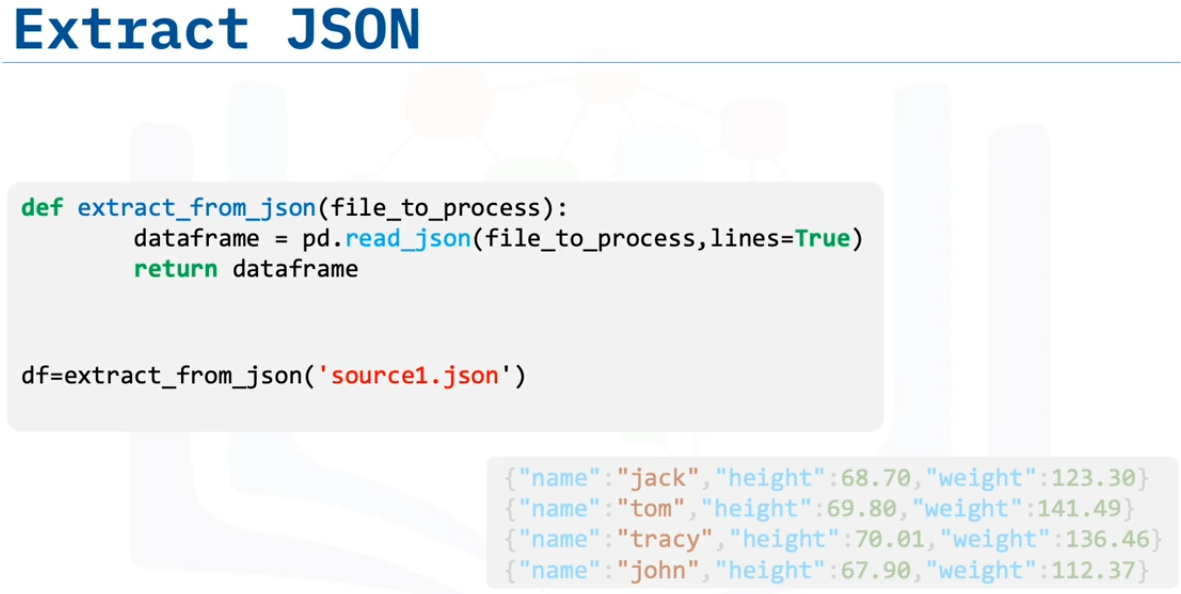 Extract JSON
def extract_from_json(file_to_process):
        dataframe = pd.read_json(file_to_process,lines=True)
        return dataframe
df=extract_from_json('source1.json')
{"name":"jack","height":68.70,"weight":123.30}
{"name":"tom","height":69.80,"weight":141.49}
{"name":"tracy","height":70.01,"weight":136.46}
{"name":"john","height":67.90,"weight":112.37}